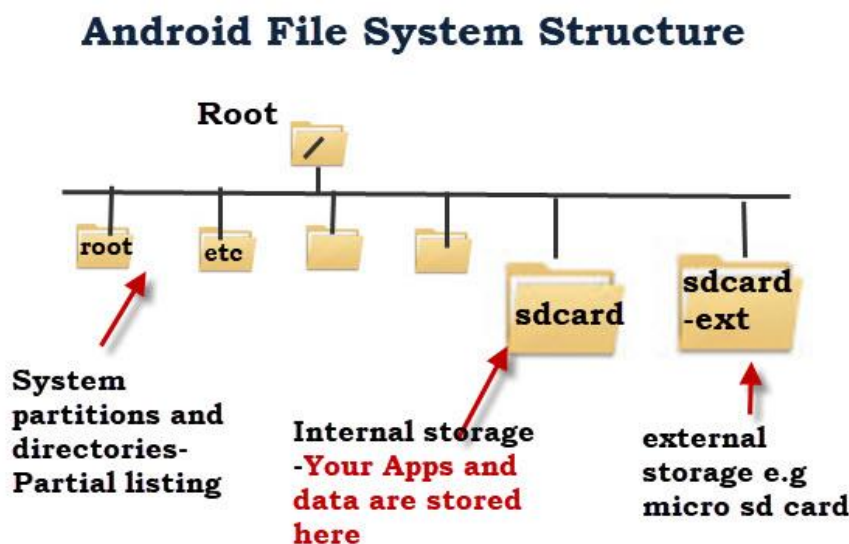 Android File System Structure
Root
/
root
etc
sdcard
sdcard
-ext
System
partitions and
directories-
Partial listing
Internal storage
-Your Apps and
data are stored
here
external
storage e.g
micro sd card